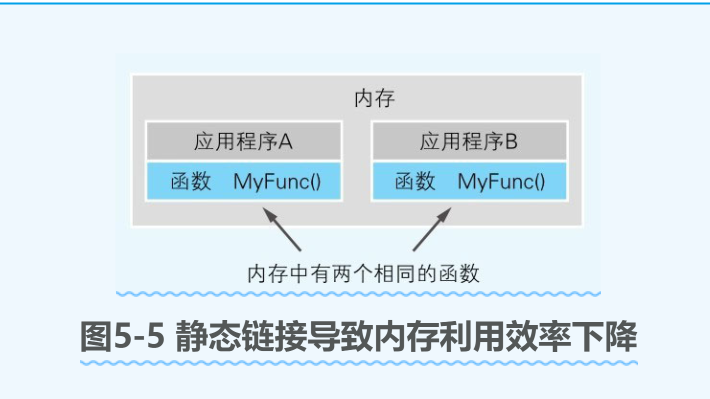 内存
应用程序A
应用程序B
函数 MyFunc()
函数 MyFunc()
内存中有两个相同的函数
图5-5 静态链接导致内存利用效率下降